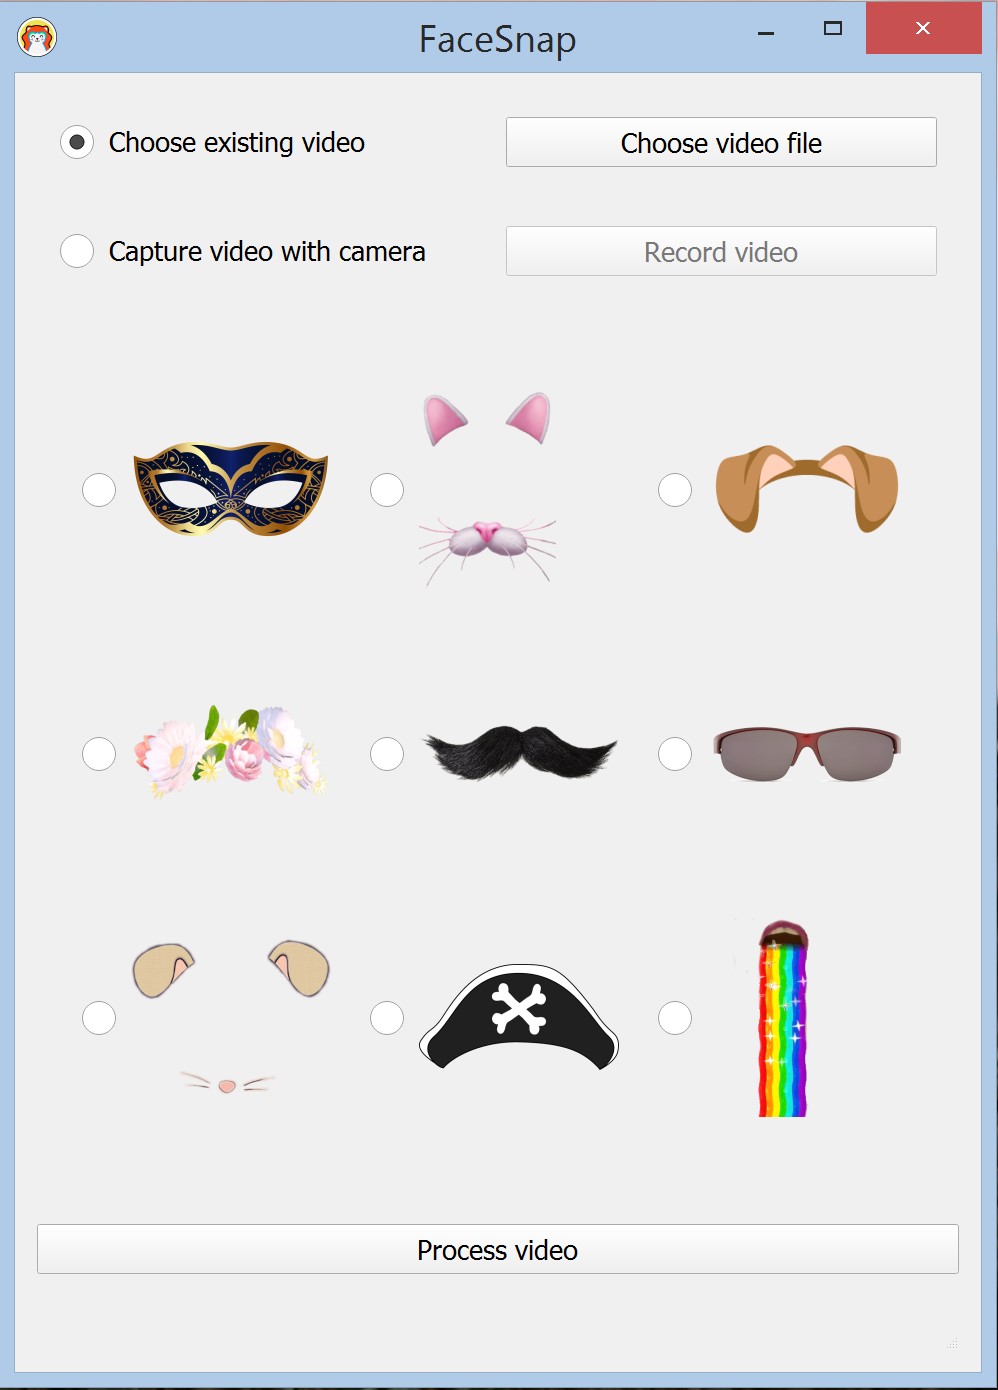 FaceSnap
Choose existing video
Choose video file
Capture video with camera
Record video
Process video